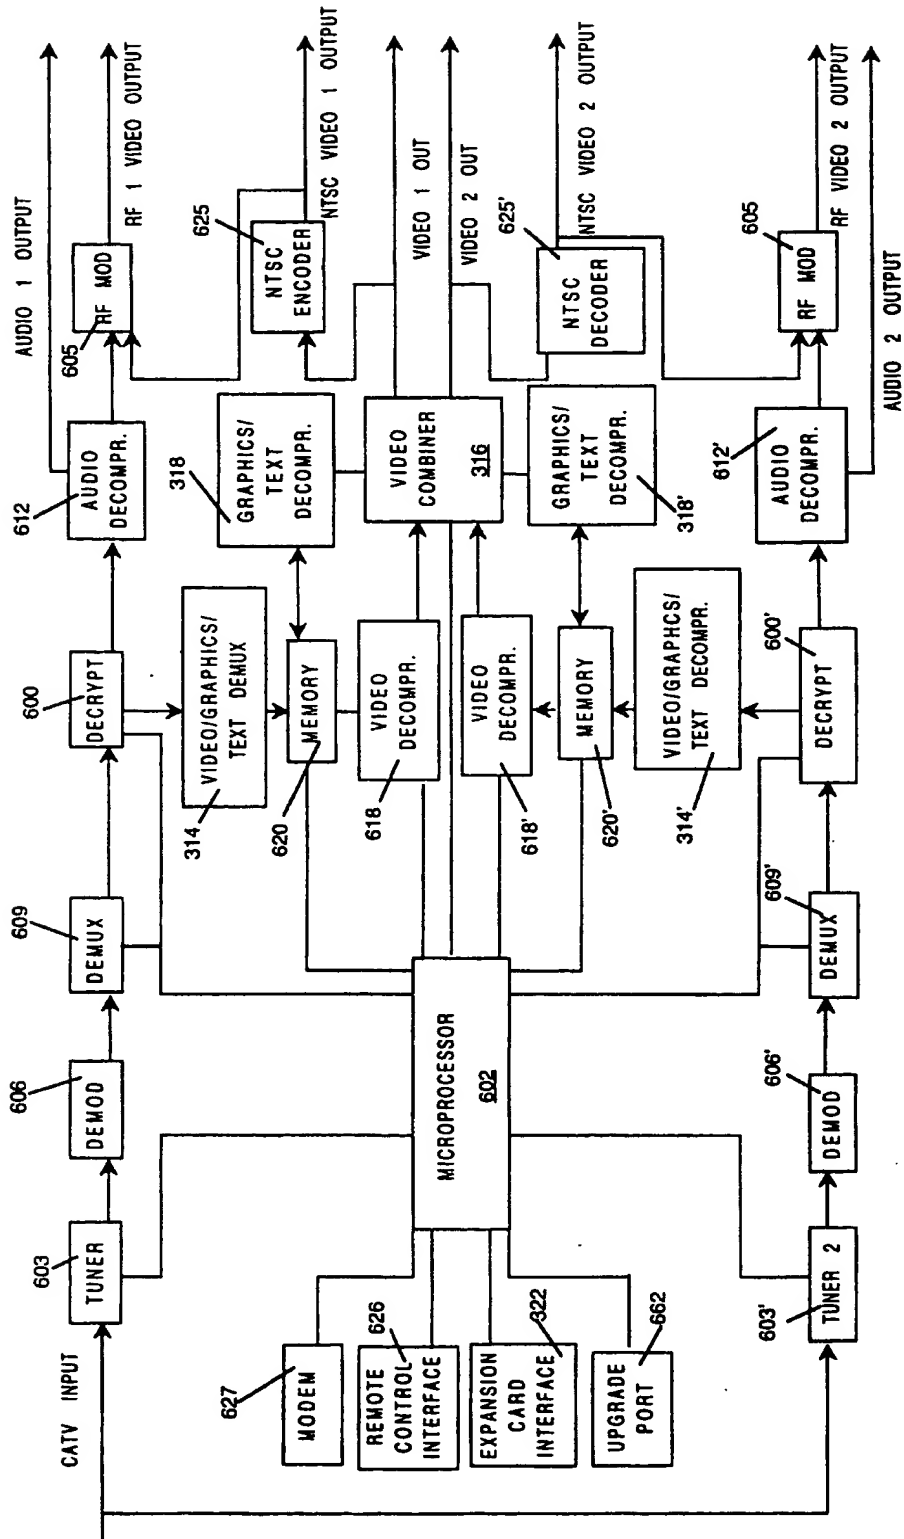 CATV INPUT
603
TUNER
606
DEMOD
609
DEMUX
600
DECRYPT
612
AUDIO
DECOMPR.
AUDIO 1 OUTPUT
605
RF MOD
RF 1 VIDEO OUTPUT
314
VIDEO/GRAPHICS/
TEXT DEMUX
318
GRAPHICS/
TEXT
DECOMPR.
625
NTSC
ENCODER
NTSC VIDEO 1 OUTPUT
620
MEMORY
618
VIDEO
DECOMPR.
VIDEO
COMBINER
316
VIDEO 1 OUT
VIDEO 2 OUT
627
MODEM
626
REMOTE
CONTROL
INTERFACE
322
EXPANSION
CARD
INTERFACE
662
UPGRADE
PORT
MICROPROCESSOR
602
618'
VIDEO
DECOMPR.
620'
MEMORY
318'
GRAPHICS/
TEXT
DECOMPR.
625'
NTSC
DECODER
NTSC VIDEO 2 OUTPUT
314'
VIDEO/GRAPHCS/
TEXT DECOMPR.
603'
TUNER 2
606'
DEMOD
609'
DEMUX
600'
DECRYPT
612'
AUDIO
DECOMPR.
605
RF MOD
RF VIDEO 2 OUTPUT
AUDIO 2 OUTPUT